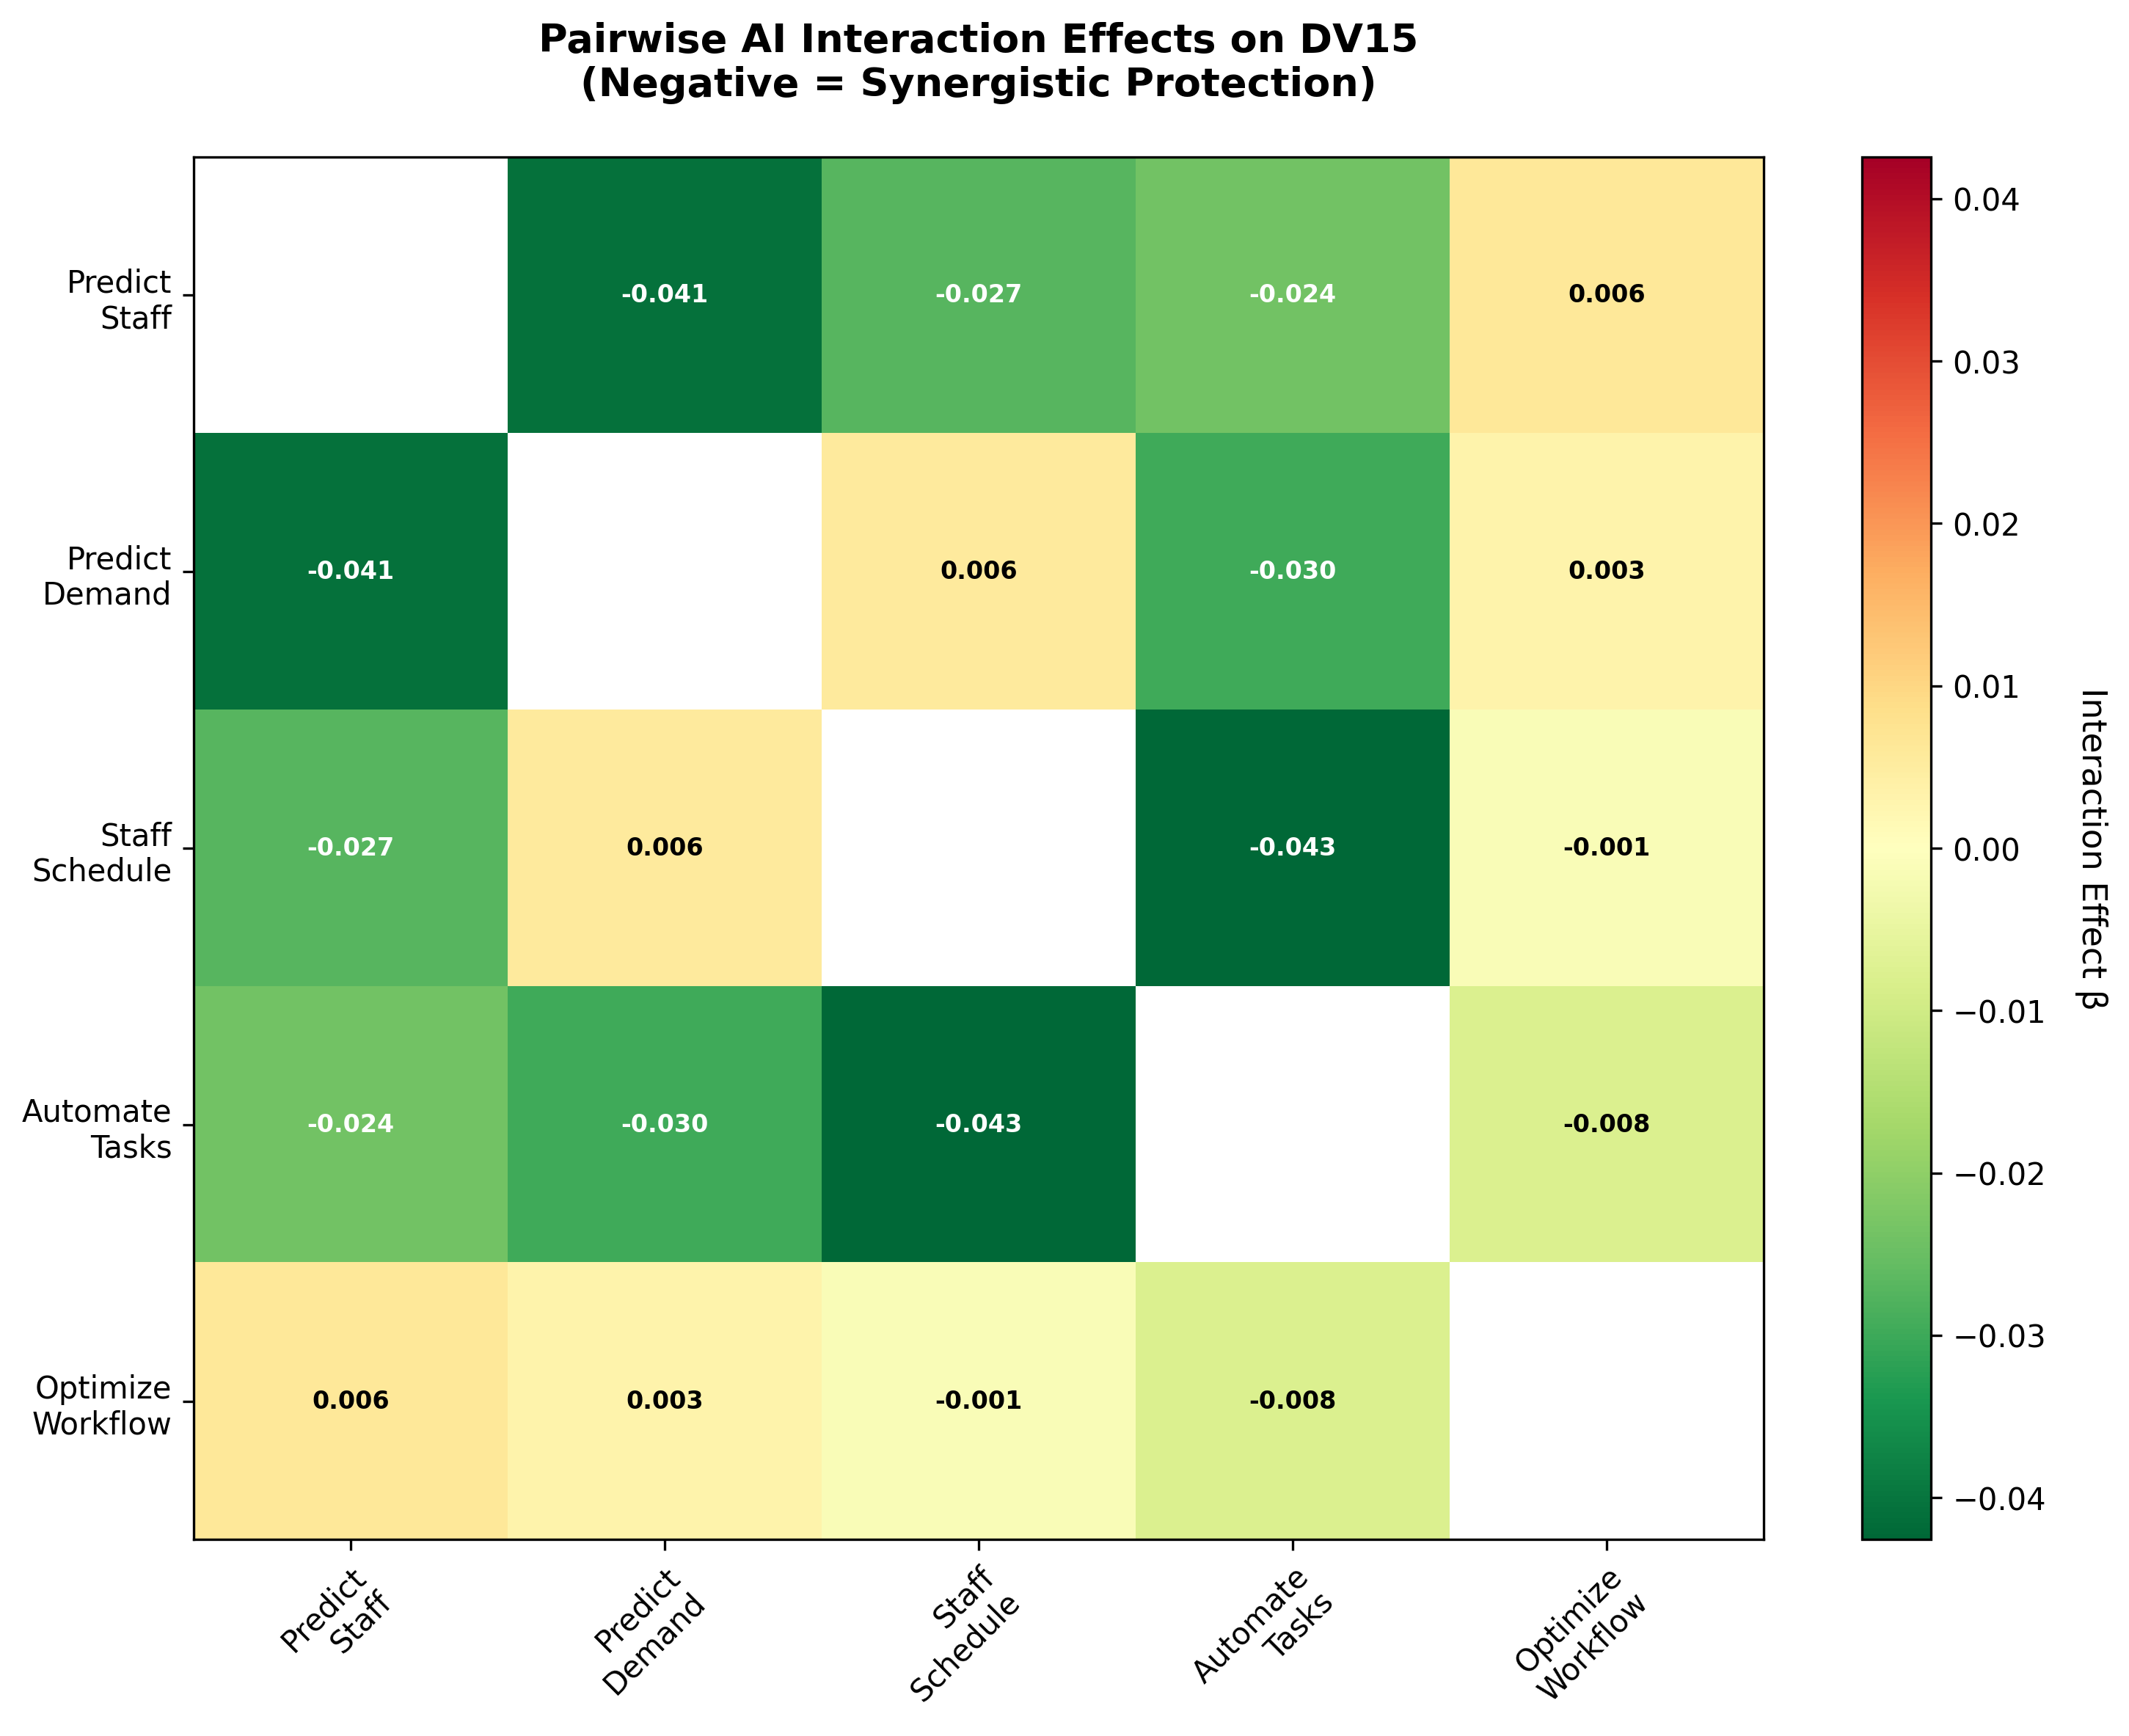 Pairwise AI Interaction Effects on DV15
(Negative = Synergistic Protection)
Predict
Staff
-0.041
-0.027
-0.024
0.006
Predict
Demand
-0.041
0.006
-0.030
0.003
Staff
Schedule
-0.027
0.006
-0.043
-0.001
Automate
Tasks
-0.024
-0.030
-0.043
-0.008
Optimize
Workflow
0.006
0.003
-0.001
-0.008
Predict
Staff
Predict
Demand
Staff
Schedule
Automate
Tasks
Optimize
Workflow
0.04
0.03
0.02
0.01
0.00
−0.01
−0.02
−0.03
−0.04
Interaction Effect β